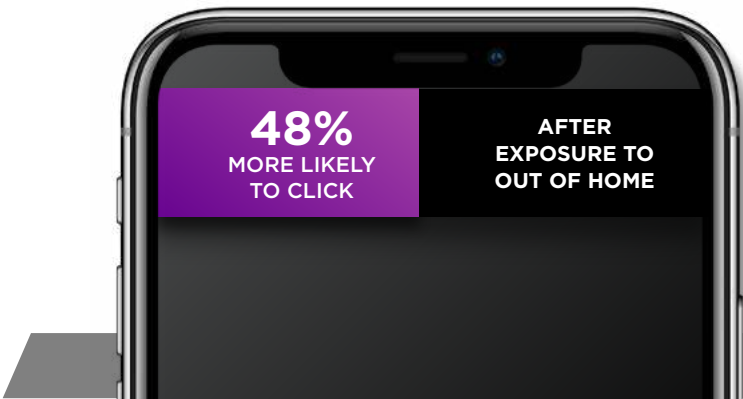 48%
MORE LIKELY
TO CLICK
AFTER
EXPOSURE TO
OUT OF HOME